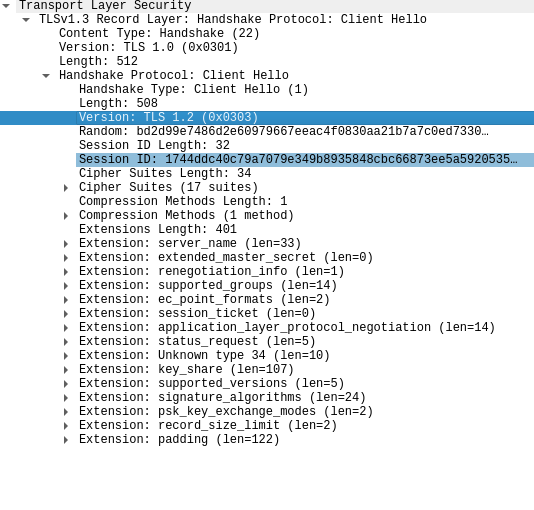 Transport Layer Security
TLSv1.3 Record Layer: Handshake Protocol: Client Hello
Content Type: Handshake (22)
Version: TLS 1.0 (0x0301)
Length: 512
Handshake Protocol: Client Hello
Handshake Type: Client Hello (1)
Length: 508
Version: TLS 1.2 (0x0303)
Random: bd2d99e7486d2e60979667eeac4f0830aa21b7a7c0ed7330…
Session ID Length: 32
Session ID: 1744ddc40c79a7079e349b8935848cbc66873ee5a5920535…
Cipher Suites Length: 34
Cipher Suites (17 suites)
Compression Methods Length: 1
Compression Methods (1 method)
Extensions Length: 401
Extension: server_name (len=33)
Extension: extended_master_secret (len=0)
Extension: renegotiation_info (len=1)
Extension: supported_groups (len=14)
Extension: ec_point_formats (len=2)
Extension: session_ticket (len=0)
Extension: application_layer_protocol_negotiation (len=14)
Extension: status_request (len=5)
Extension: Unknown type 34 (len=10)
Extension: key_share (len=107)
Extension: supported_versions (len=5)
Extension: signature_algorithms (len=24)
Extension: psk_key_exchange_modes (len=2)
Extension: record_size_limit (len=2)
Extension: padding (len=122)